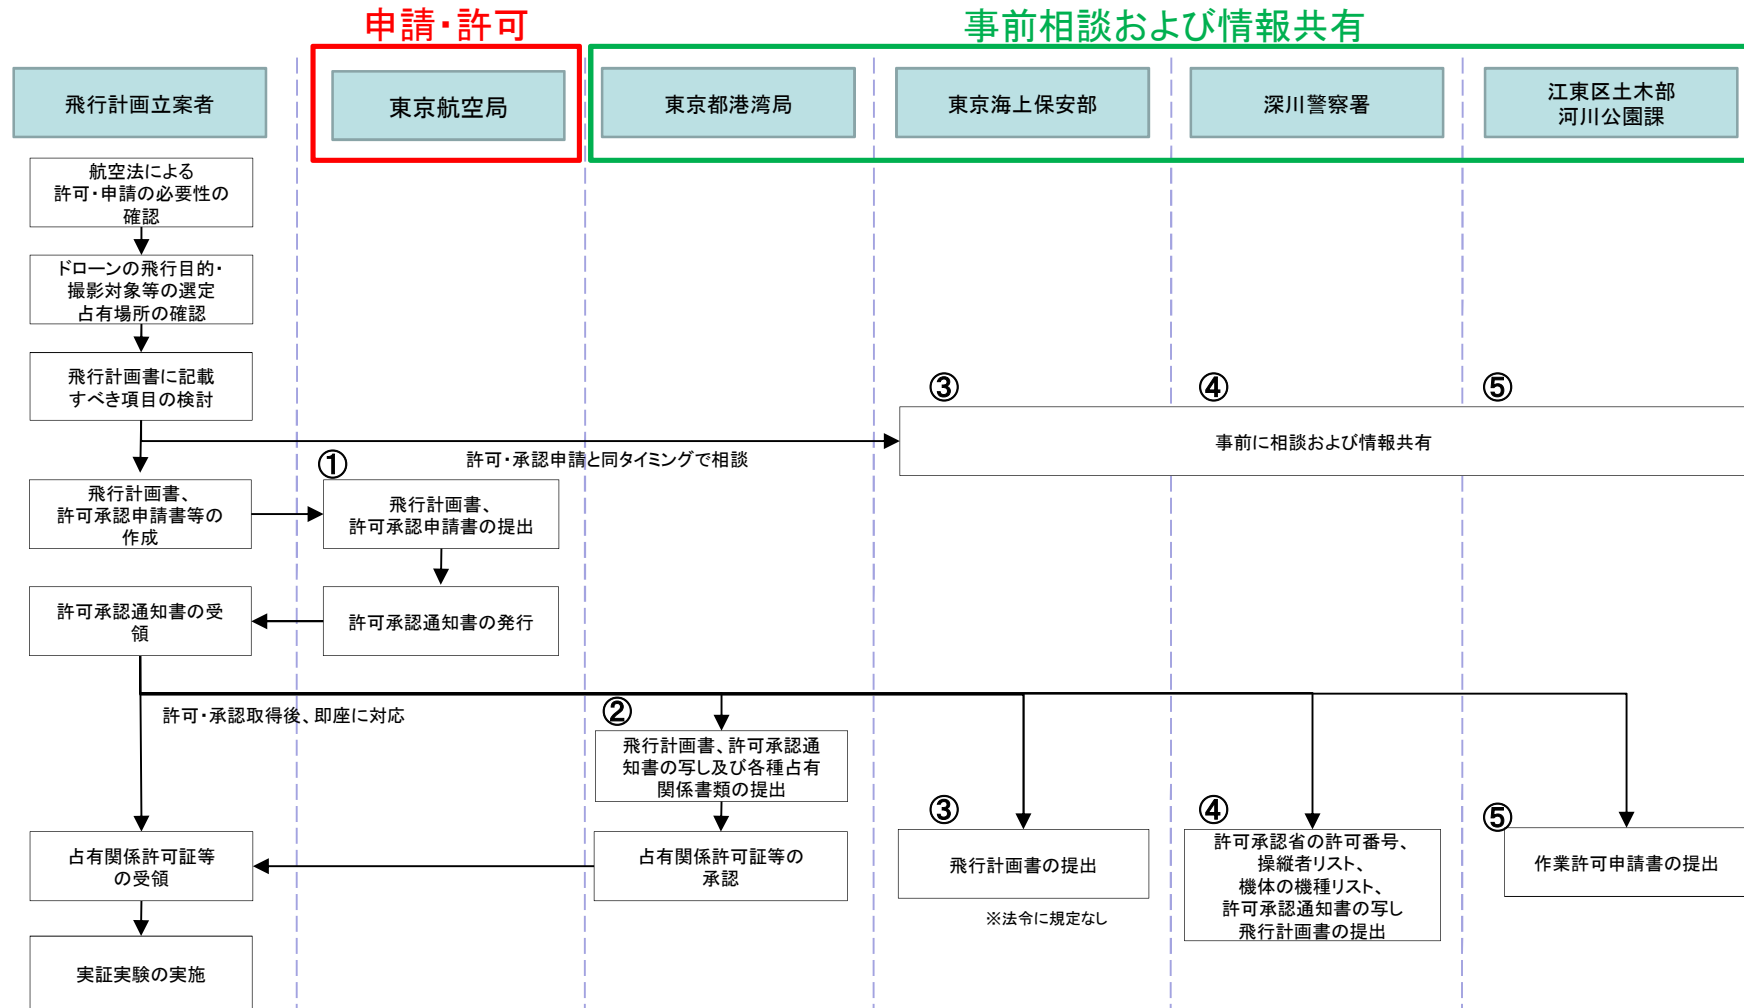 申請・許可
事前相談および情報共有
飛行計画立案者
東京航空局
東京都港湾局
東京海上保安部
深川警察署
江東区土木部
河川公園課
航空法による
許可・申請の必要性の
確認
ドローンの飛行目的・
撮影対象等の選定
占有場所の確認
飛行計画書に記載
すべき項目の検討
③
④
⑤
事前に相談および情報共有
許可・承認申請と同タイミングで相談
①
飛行計画書、
許可承認申請書等の
作成
飛行計画書、
許可承認申請書の提出
許可承認通知書の受
領
許可承認通知書の発行
許可・承認取得後、即座に対応
②
飛行計画書、許可承認通
知書の写し及び各種占有
関係書類の提出
③
④
⑤
占有関係許可証等
の受領
占有関係許可証等の
承認
飛行計画書の提出
※法令に規定なし
許可承認省の許可番号、
操縦者リスト、
機体の機種リスト、
許可承認通知書の写し
飛行計画書の提出
作業許可申請書の提出
実証実験の実施